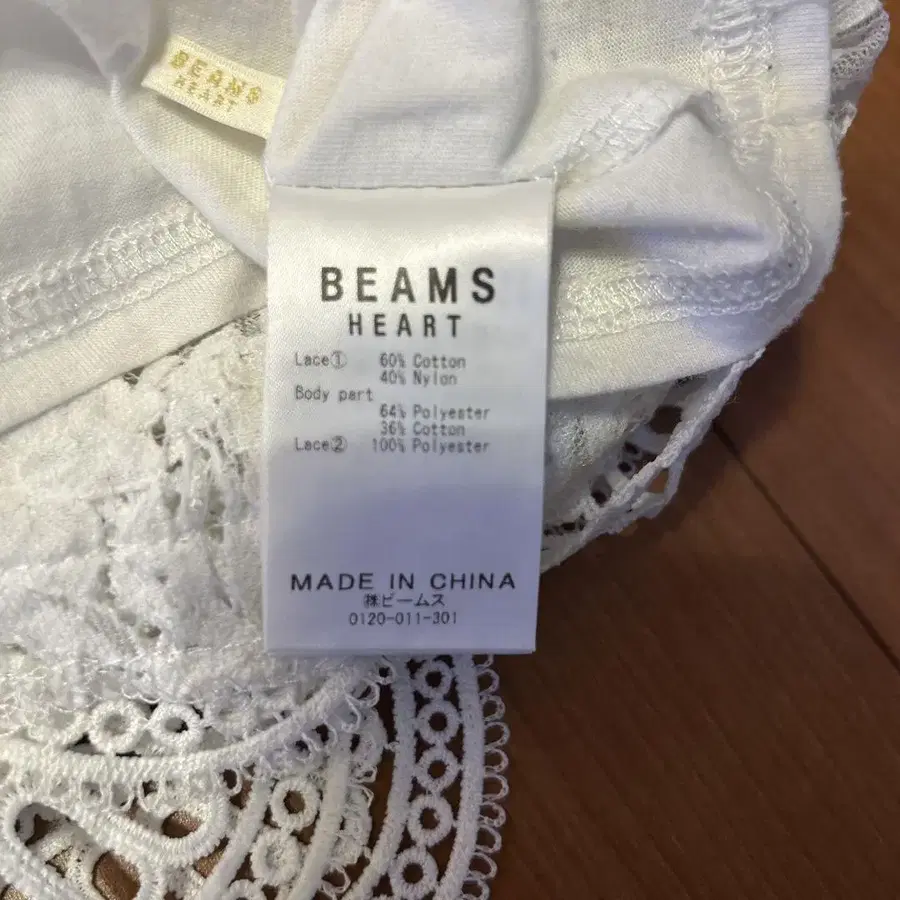 BEAMS
HEART
BEAMS
HEART
Lace① 60% Cotton
40% Nylon
Body part
64% Polyester
36% Cotton
Lace② 100% Polyester
MADE IN CHINA
㈱ビームス
0120-011-301